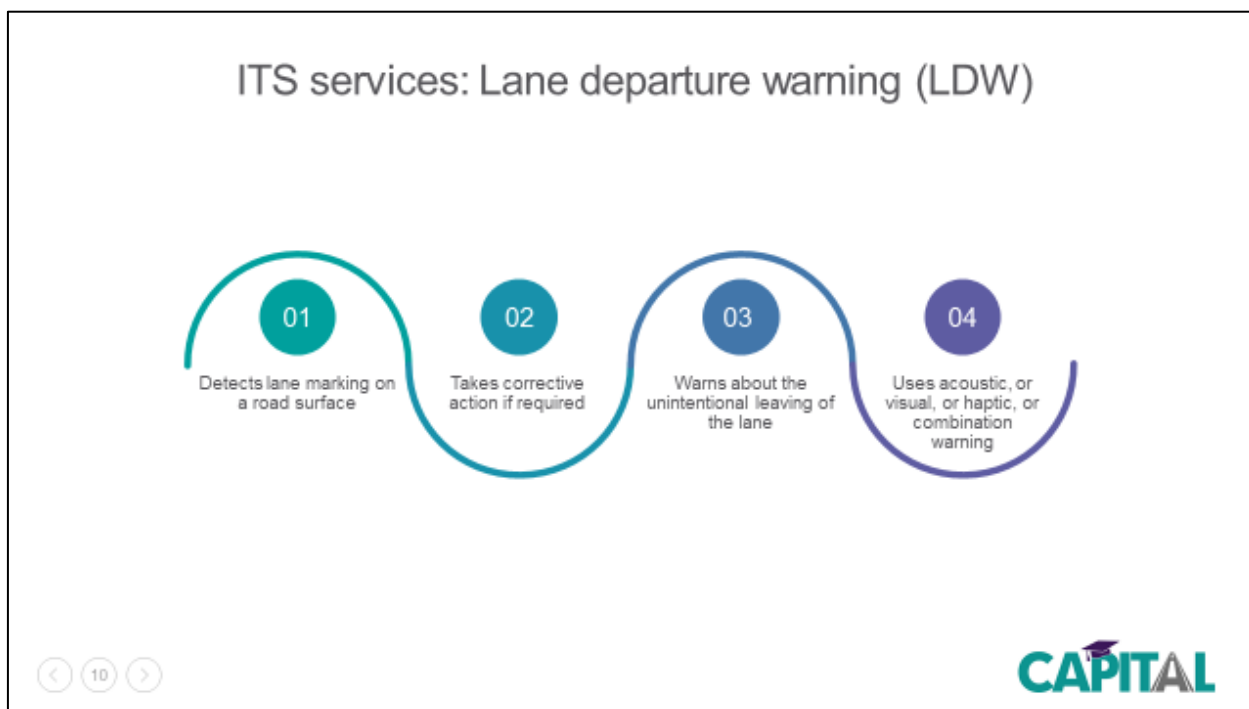 ITS services: Lane departure warning (LDW)
01
Detects lane marking on
a road surface
02
Takes corrective
action if required
03
Warns about the
unintentional leaving of
the lane
04
Uses acoustic, or
visual, or haptic, or
combination
warning
10
CAPITAL